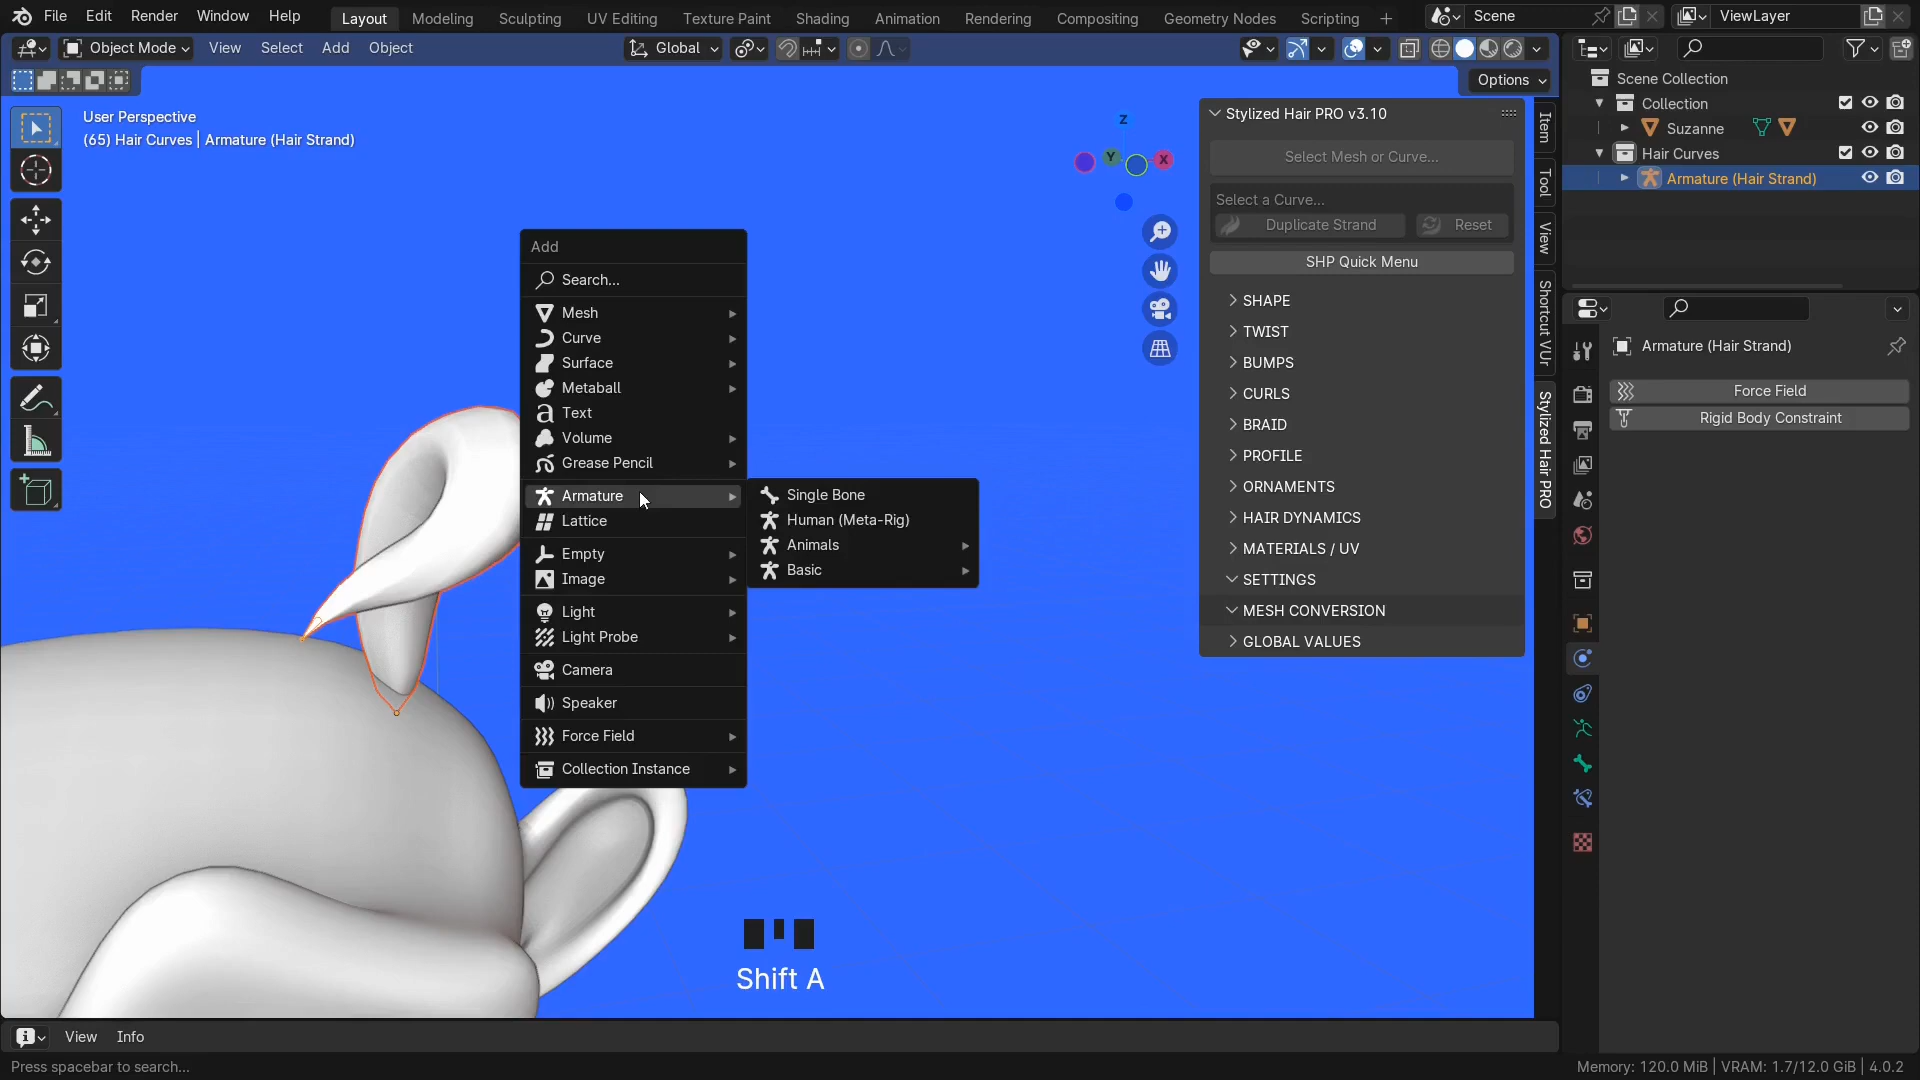 File Edit Render Window Help Layout Modeling Sculpting UV Editing Texture Paint Shading Animation Rendering Compositing Geometry Nodes Scripting + Scene ViewLayer
Object Mode View Select Add Object Global
Options
User Perspective
(65) Hair Curves | Armature (Hair Strand)
Z
Y
X
Add
Search...
Mesh
Curve
Surface
Metaball
Text
Volume
Grease Pencil
Armature
Lattice
Empty
Image
Light
Light Probe
Camera
Speaker
Force Field
Collection Instance
Single Bone
Human (Meta-Rig)
Animals
Basic
Shift A
Stylized Hair PRO v3.10
Select Mesh or Curve...
Select a Curve...
Duplicate Strand Reset
SHP Quick Menu
SHAPE
TWIST
BUMPS
CURLS
BRAID
PROFILE
ORNAMENTS
HAIR DYNAMICS
MATERIALS / UV
SETTINGS
MESH CONVERSION
GLOBAL VALUES
Item
Tool
View
Shortcut VUr
Stylized Hair PRO
Scene Collection
Collection
Suzanne
Hair Curves
Armature (Hair Strand)
Armature (Hair Strand)
Force Field
Rigid Body Constraint
View Info
Press spacebar to search...
Memory: 120.0 MiB | VRAM: 1.7/12.0 GiB | 4.0.2